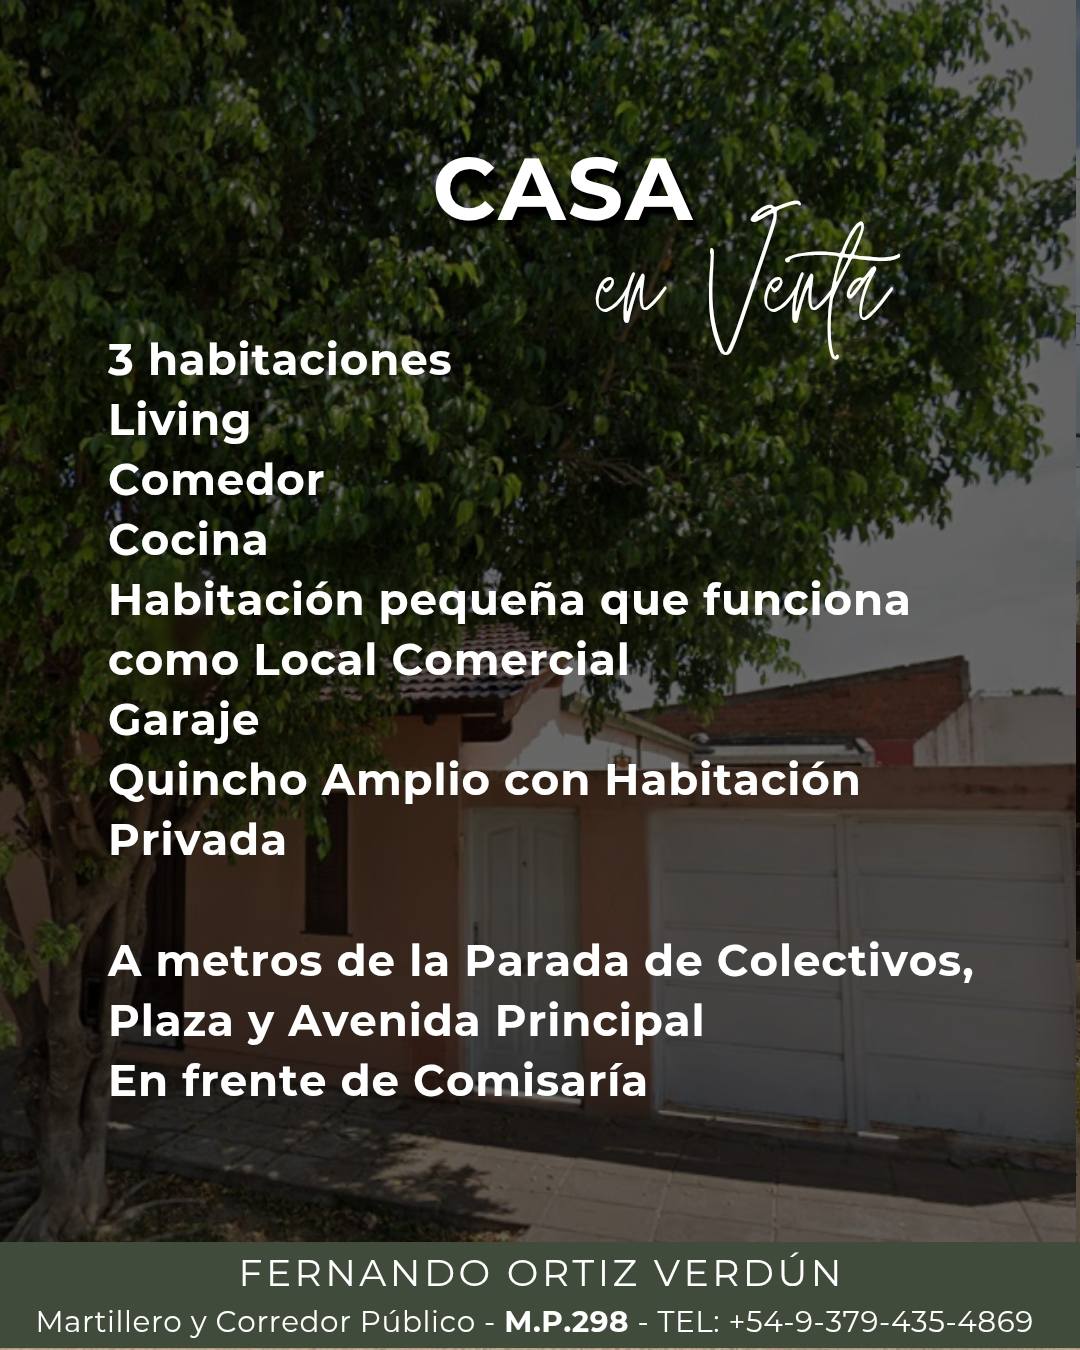 CASA
en Venta
3 habitaciones
Living
Comedor
Cocina
Habitación pequeña que funciona
como Local Comercial
Garaje
Quincho Amplio con Habitación
Privada
A metros de la Parada de Colectivos,
Plaza y Avenida Principal
En frente de Comisaría
FERNANDO ORTIZ VERDÚN
Martillero y Corredor Público - M.P.298 - TEL: +54-9-379-435-4869